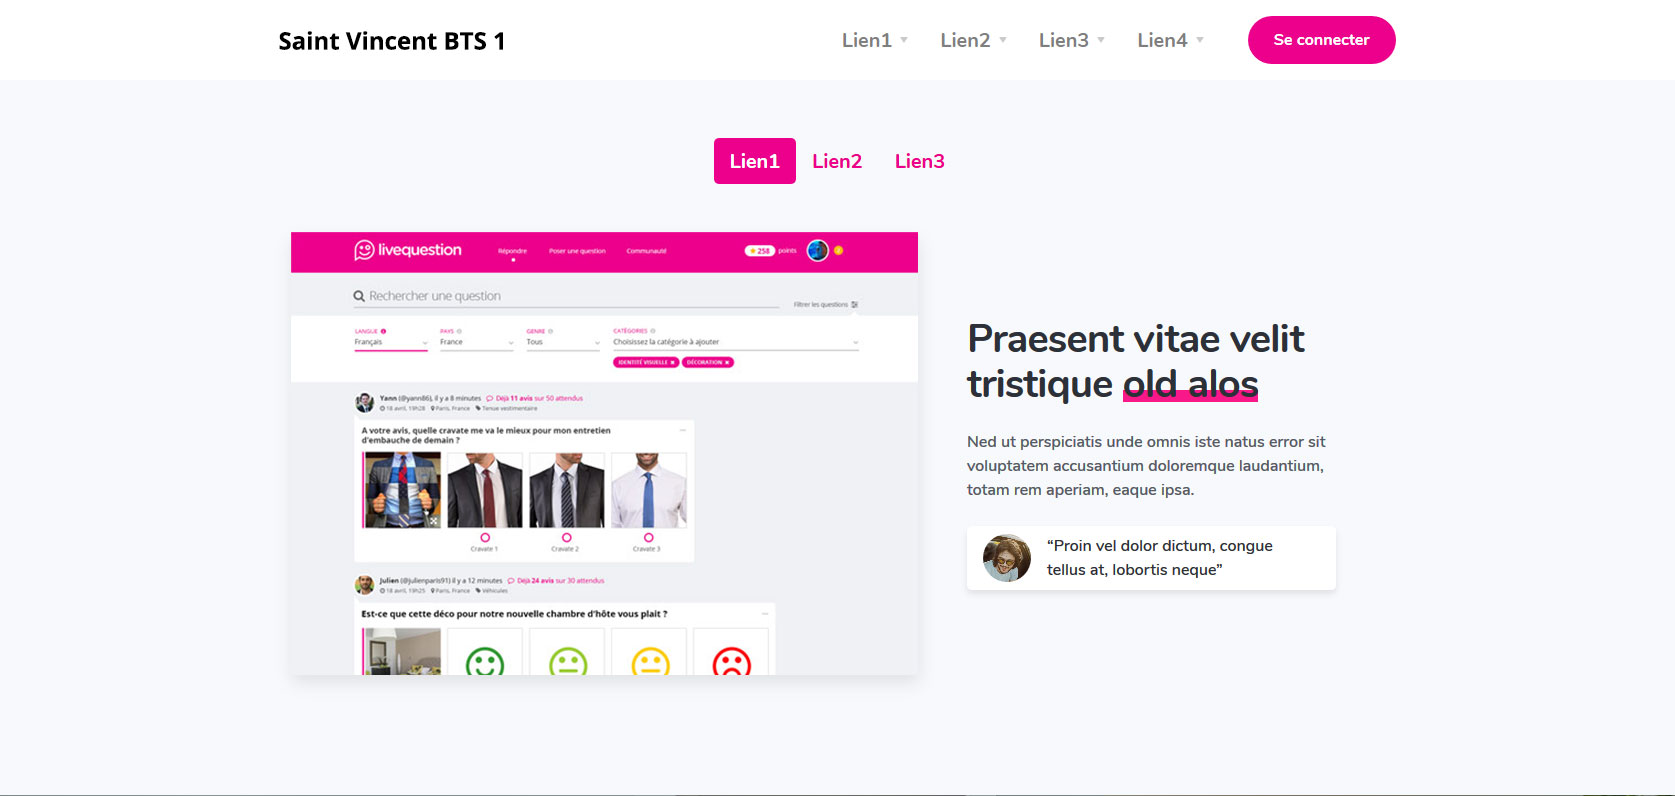 Saint Vincent BTS 1
Lien1 Lien2 Lien3 Lien4 Se connecter
Lien1 Lien2 Lien3
livequestion Répondre Poser une question Communauté 258 points
Rechercher une question
Filtrer les questions
LANGUE PAYS GENRE CATÉGORIES
Français France Tous Choisissez la catégorie à ajouter
IDENTITÉ VISUELLE × DÉCORATION ×
Yann (@yann86), il y a 8 minutes Déjà 11 avis sur 50 attendus
18 avril, 19h28 Paris, France Tenue vestimentaire
A votre avis, quelle cravate me va le mieux pour mon entretien
d'embauche de demain ?
Cravate 1 Cravate 2 Cravate 3
Julien (@julienparis91) il y a 12 minutes Déjà 24 avis sur 30 attendus
18 avril, 19h25 Paris, France Véhicules
Est-ce que cette déco pour notre nouvelle chambre d'hôte vous plait ?
Praesent vitae velit
tristique old alos
Ned ut perspiciatis unde omnis iste natus error sit
voluptatem accusantium doloremque laudantium,
totam rem aperiam, eaque ipsa.
“Proin vel dolor dictum, congue
tellus at, lobortis neque”